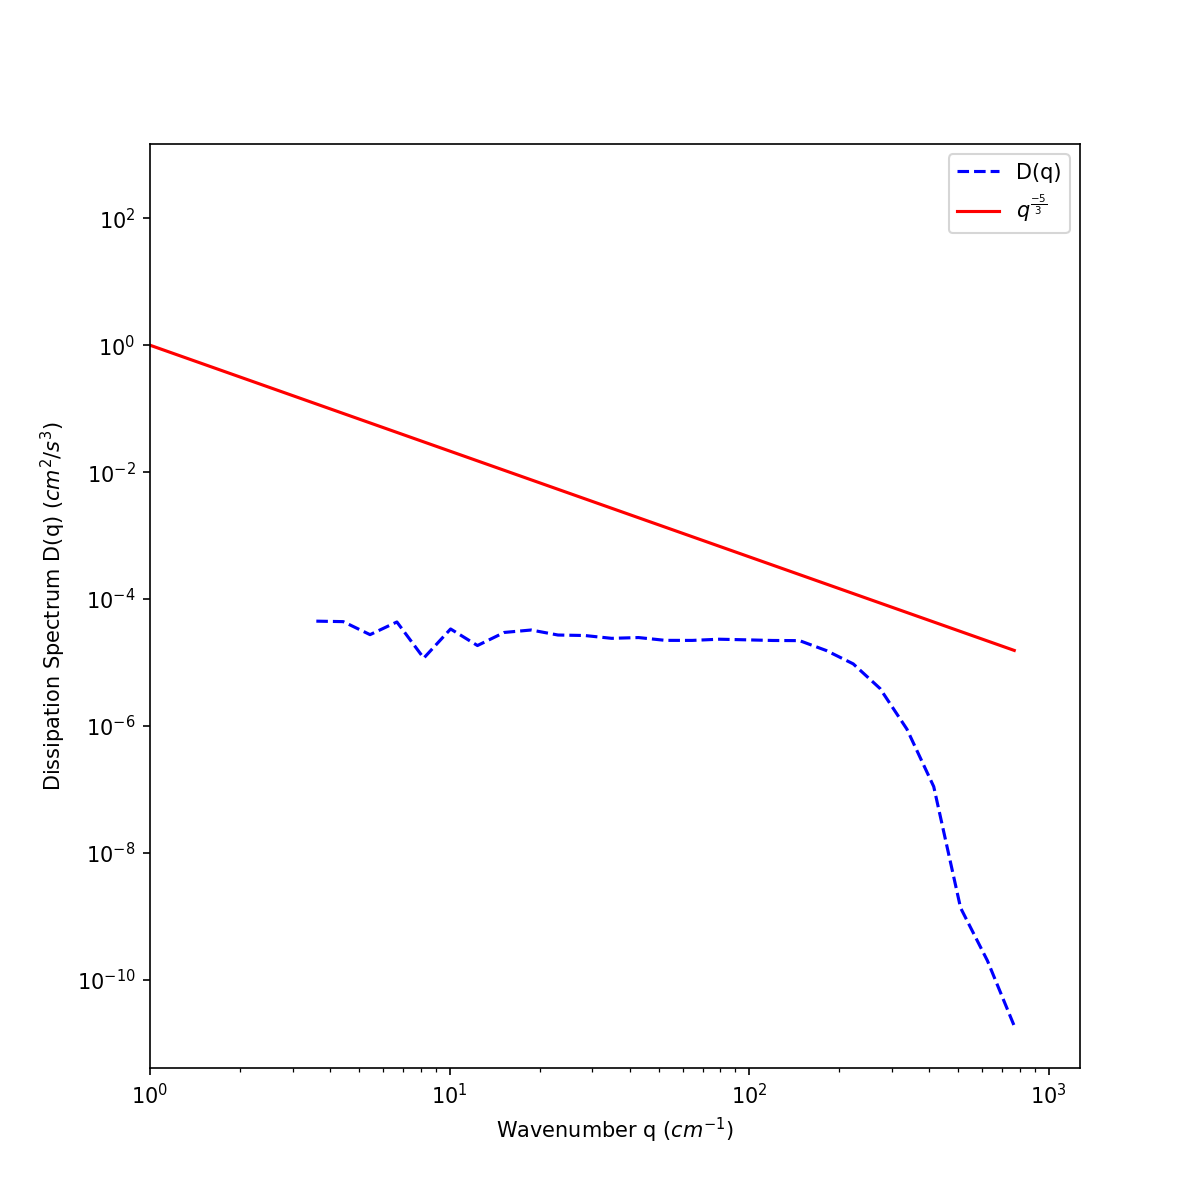 D(q)
$q^{\frac{-5}{3}}$
$10^{2}$
$10^{0}$
$10^{-2}$
$10^{-4}$
$10^{-6}$
$10^{-8}$
$10^{-10}$
Dissipation Spectrum D(q) ($cm^{2}/s^{3}$)
$10^{0}$ $10^{1}$ $10^{2}$ $10^{3}$
Wavenumber q ($cm^{-1}$)